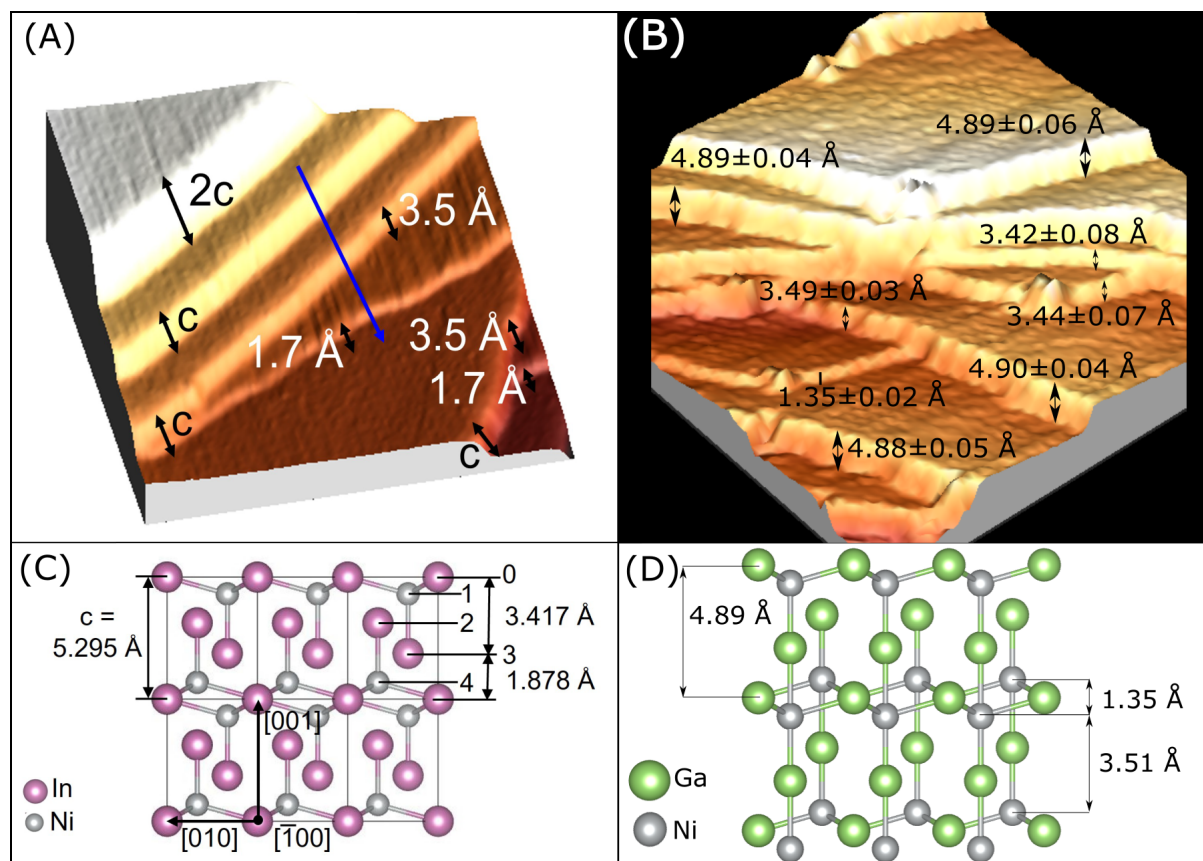 (A)
2c
3.5 Å
c
1.7 Å
3.5 Å
1.7 Å
c
c
(B)
4.89±0.06 Å
4.89±0.04 Å
3.42±0.08 Å
3.49±0.03 Å
3.44±0.07 Å
4.90±0.04 Å
1.35±0.02 Å
4.88±0.05 Å
(C)
0
1
c =
5.295 Å
2
3.417 Å
3
4
1.878 Å
[001]
In
Ni
[010]
[1̄00]
(D)
4.89 Å
1.35 Å
3.51 Å
Ga
Ni